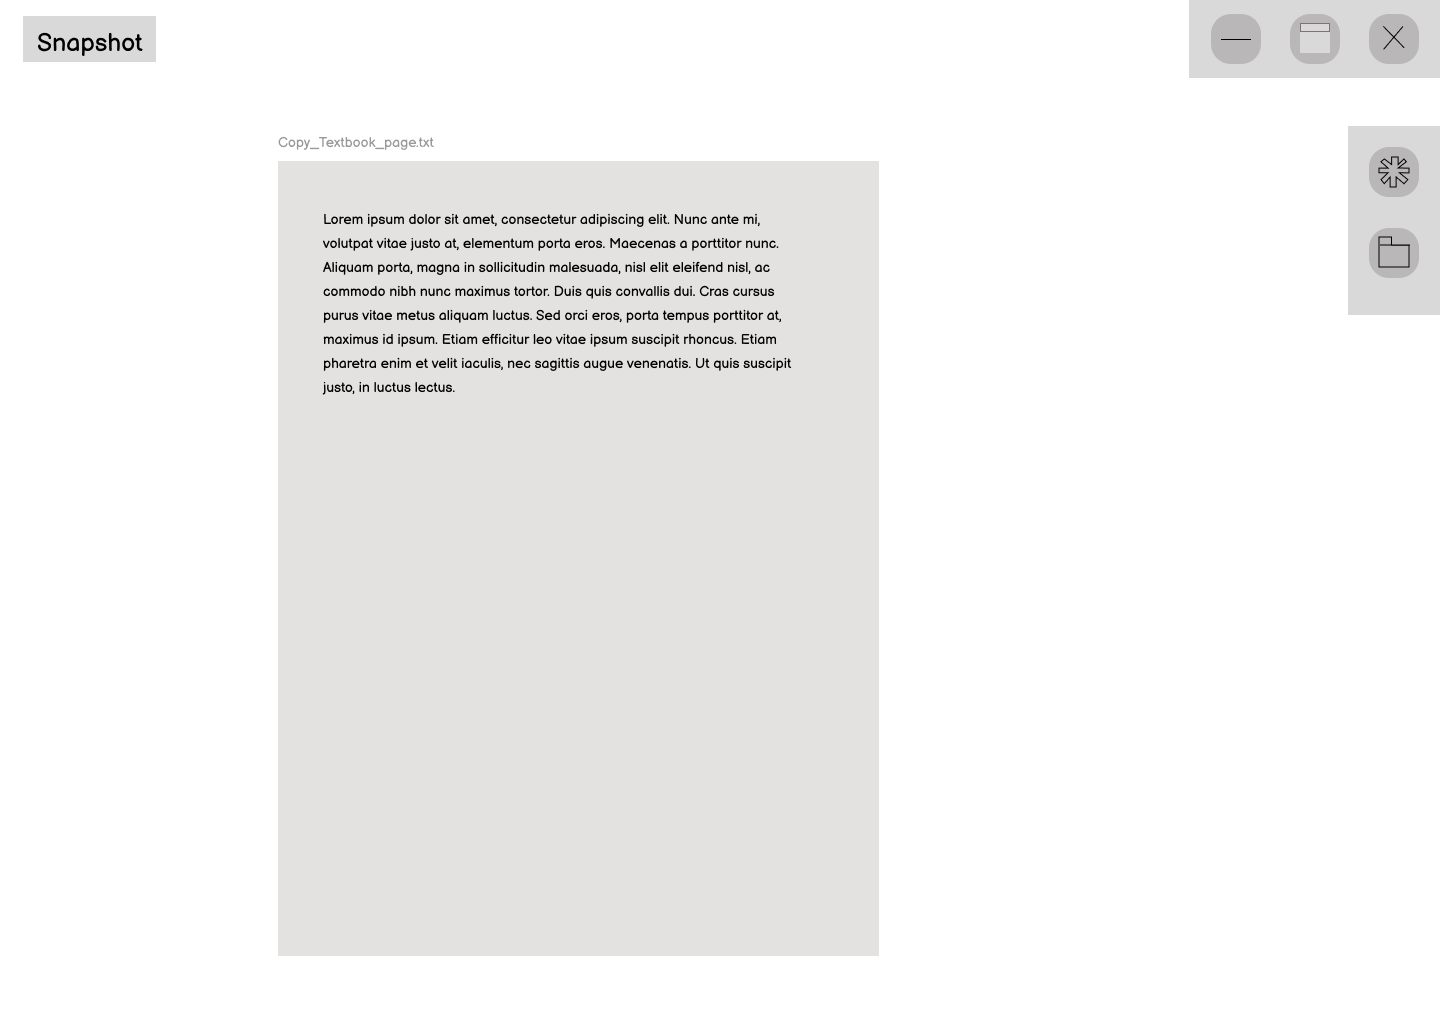 Snapshot
Copy_Textbook_page.txt
Lorem ipsum dolor sit amet, consectetur adipiscing elit. Nunc ante mi,
volutpat vitae justo at, elementum porta eros. Maecenas a porttitor nunc.
Aliquam porta, magna in sollicitudin malesuada, nisl elit eleifend nisl, ac
commodo nibh nunc maximus tortor. Duis quis convallis dui. Cras cursus
purus vitae metus aliquam luctus. Sed orci eros, porta tempus porttitor at,
maximus id ipsum. Etiam efficitur leo vitae ipsum suscipit rhoncus. Etiam
pharetra enim et velit iaculis, nec sagittis augue venenatis. Ut quis suscipit
justo, in luctus lectus.